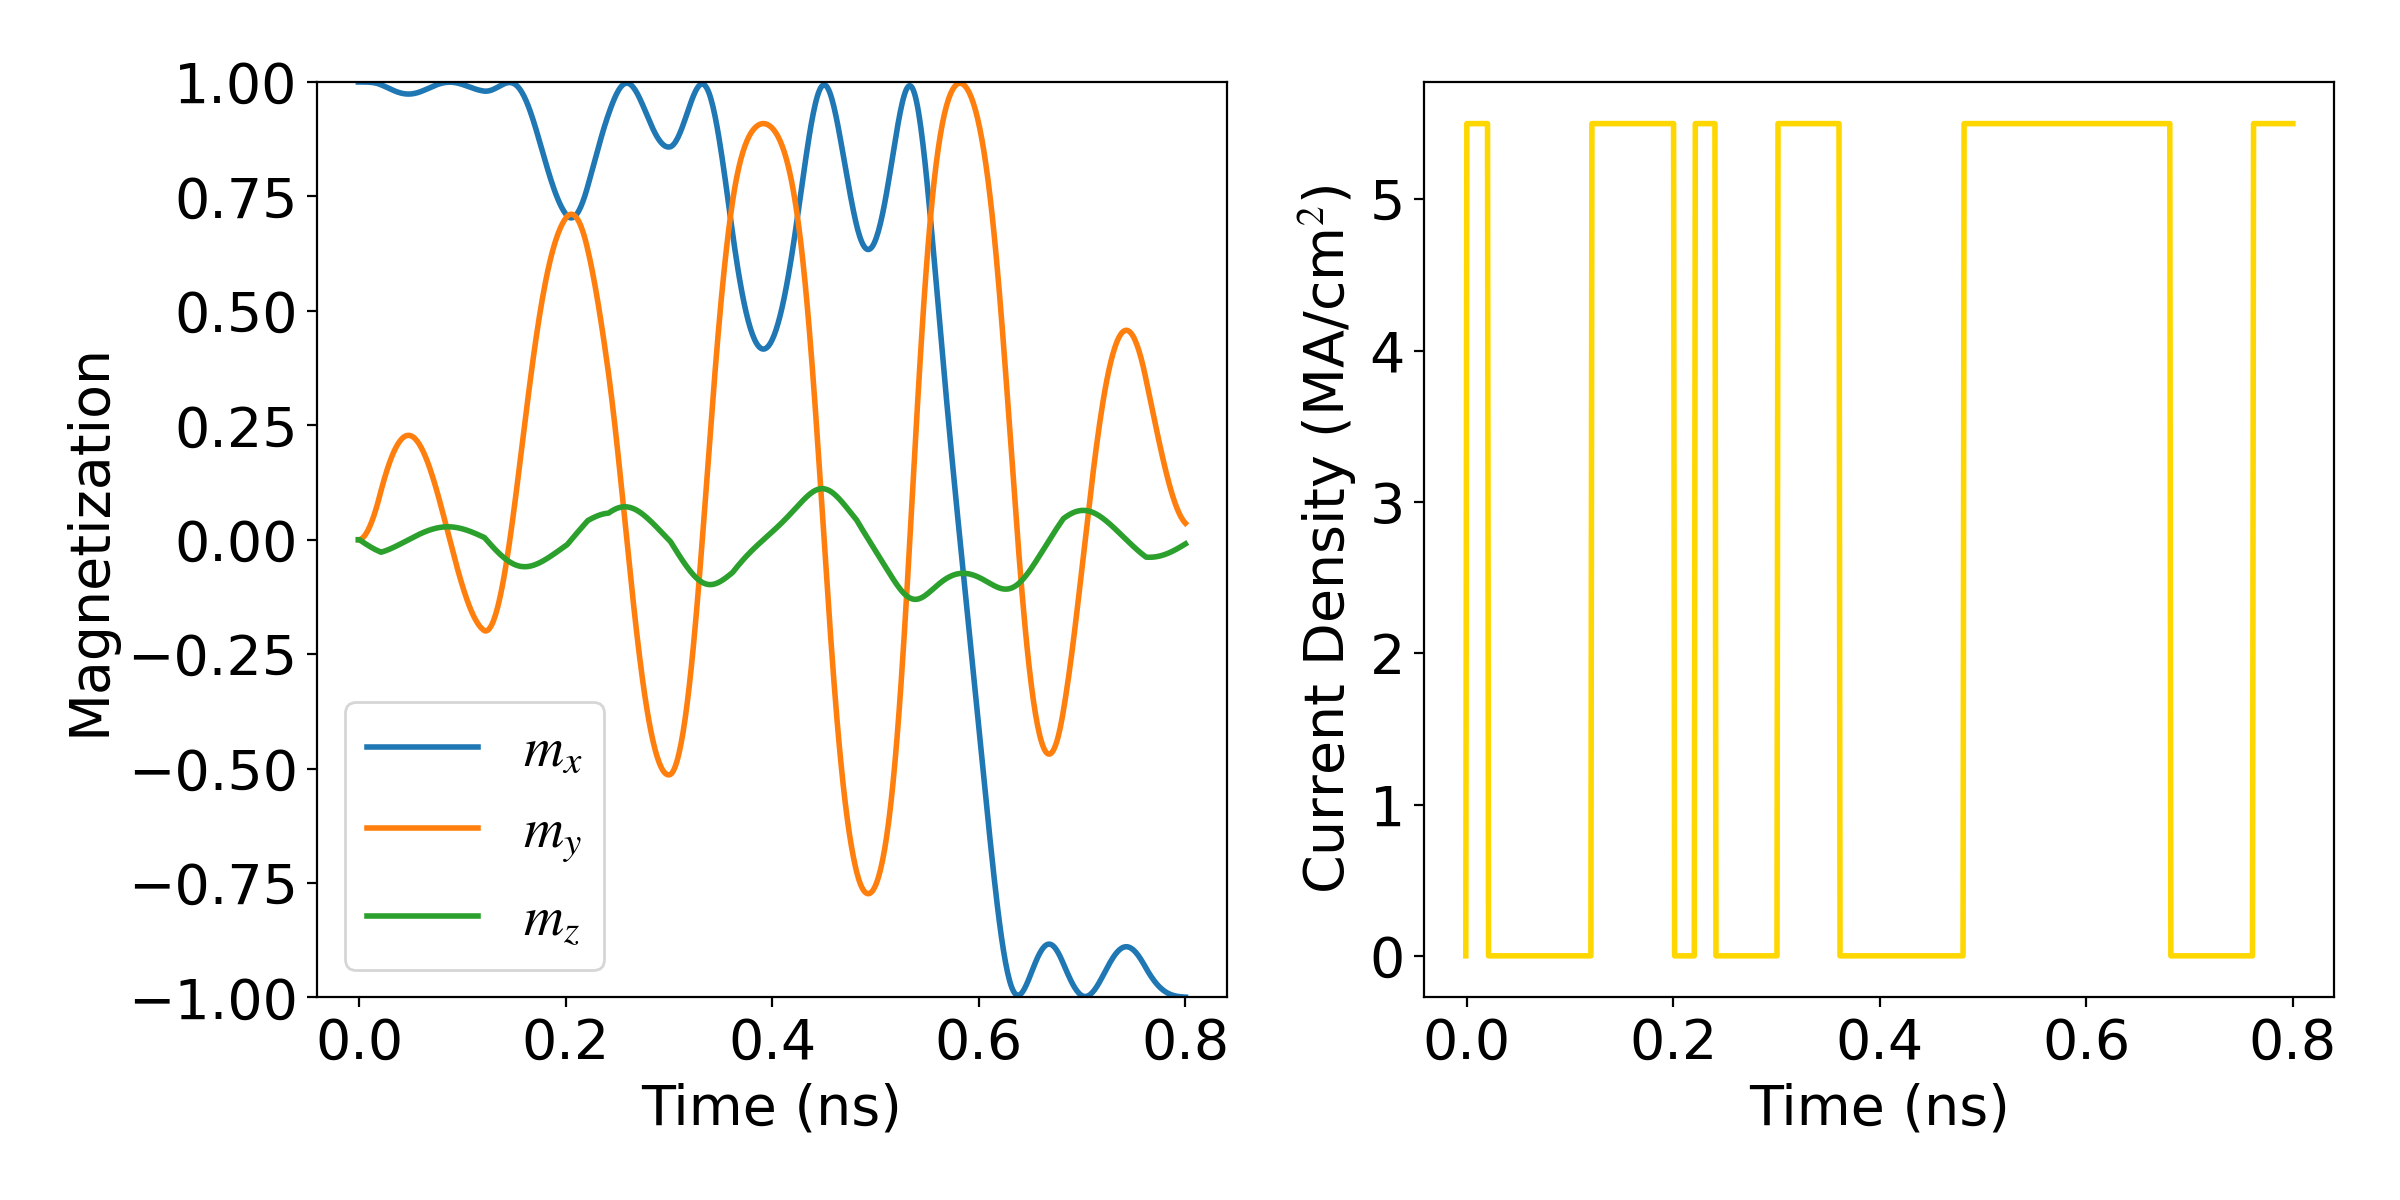 1.00
0.75
0.50
0.25
0.00
−0.25
−0.50
−0.75
−1.00
Magnetization
0.0 0.2 0.4 0.6 0.8
Time (ns)
m_x
m_y
m_z
5
4
3
2
1
0
Current Density (MA/cm²)
0.0 0.2 0.4 0.6 0.8
Time (ns)